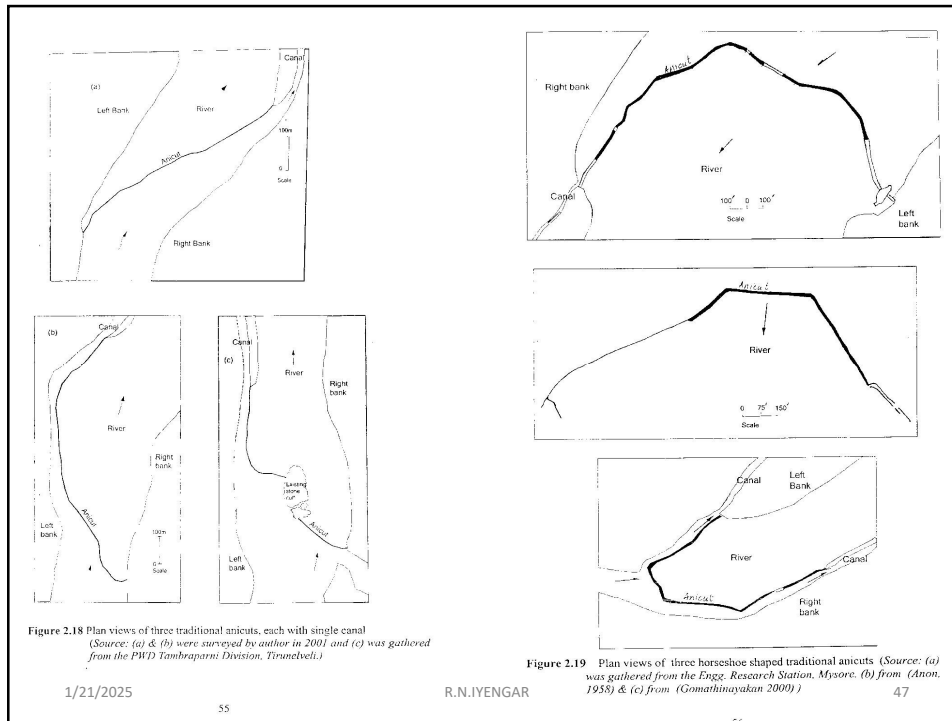 (a)
Canal
Left Bank
River
Anicut
100m
0
Scale
Right Bank
(b)
Canal
River
Right
bank
Anicut
Left
bank
100m
0
Scale
Canal
(c)
River
Right
bank
"Existing
stone
Anicut
Left
bank
Figure 2.18 Plan views of three traditional anicuts, each with single canal
(Source: (a) & (b) were surveyed by author in 2001 and (c) was gathered
from the PWD Tambraparni Division, Tirunelveli.)
55
Anicut
Right bank
River
Canal
100' 0 100'
Scale
Left
bank
Anicut
River
0 75' 150'
Scale
Canal
Left
Bank
River
Anicut
Right
bank
Figure 2.19 Plan views of three horseshoe shaped traditional anicuts (Source: (a)
was gathered from the Engg. Research Station, Mysore. (b) from (Anon,
1958) & (c) from (Gomathinayakan 2000) )
1/21/2025
R.N.IYENGAR
47